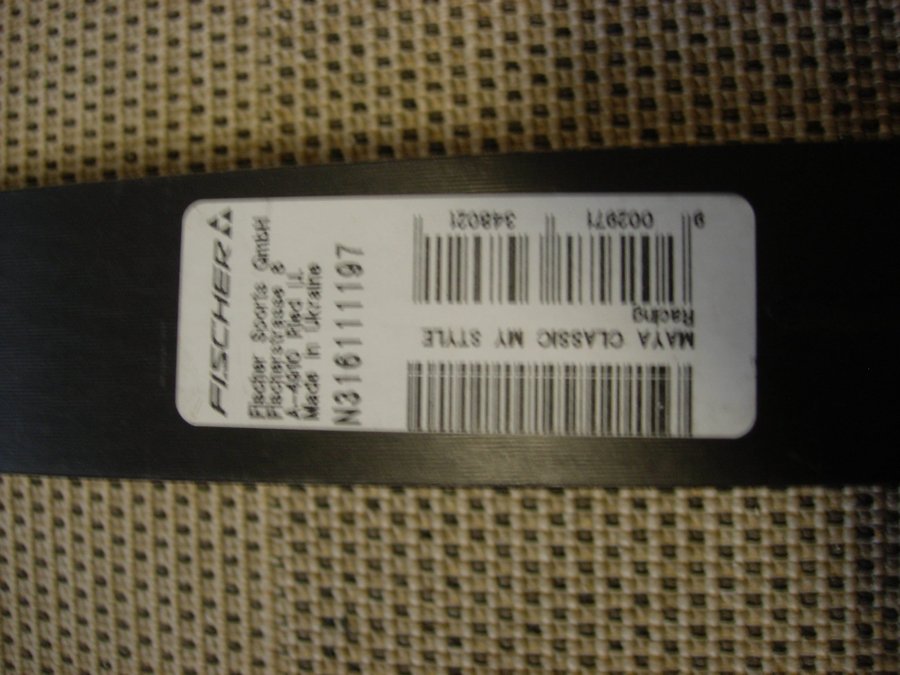 FISCHER
Fischer Sports GmbH
Fischerstrasse 8
A-4910 Ried i.I.
Made in Ukraine
N316111197
MAYA CLASSIC MY STYLE
Racing
9 002971 348021